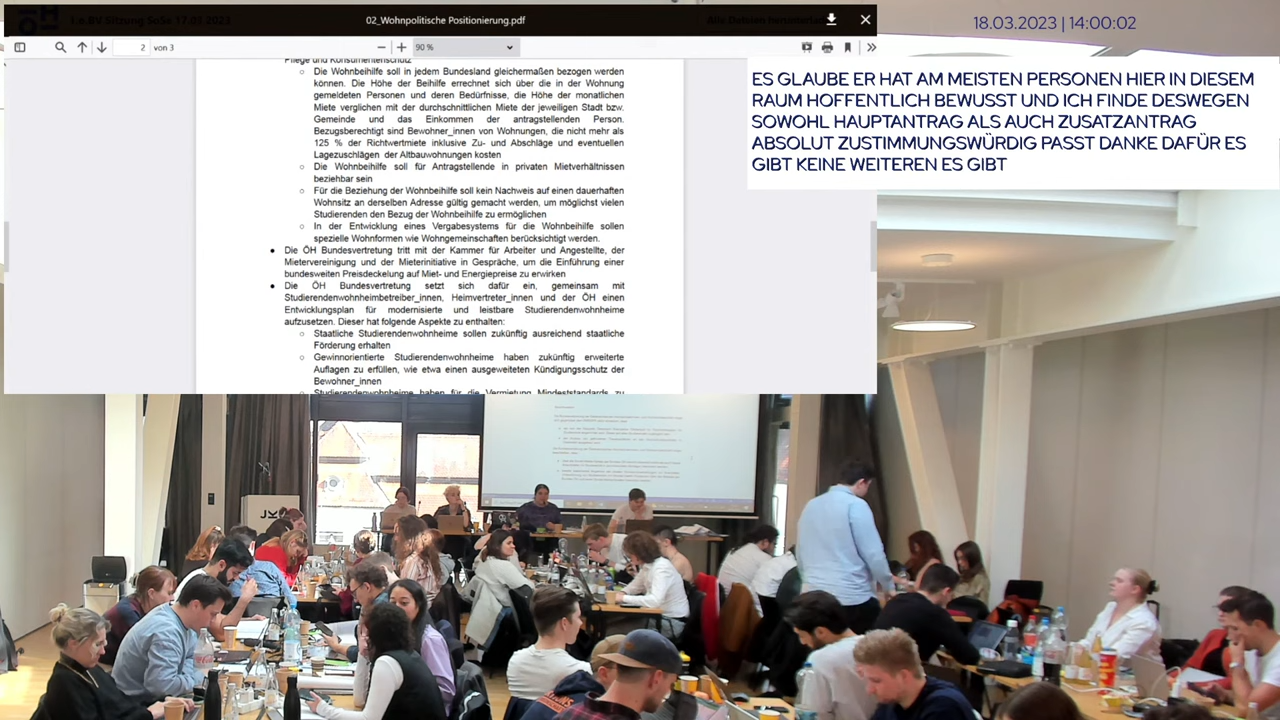 I.a.BV Sitzung SoSe 17.03 2023
02_Wohnpolitische Positionierung.pdf
18.03.2023 | 14:00:02
2 von 3
90 %
Pflege und Konsumentenschutz
○ Die Wohnbeihilfe soll in jedem Bundesland gleichermaßen bezogen werden
können. Die Höhe der Beihilfe errechnet sich über die in der Wohnung
gemeldeten Personen und deren Bedürfnisse, die Höhe der monatlichen
Miete verglichen mit der durchschnittlichen Miete der jeweiligen Stadt bzw.
Gemeinde und das Einkommen der antragstellenden Person.
Bezugsberechtigt sind Bewohner_innen von Wohnungen, die nicht mehr als
125 % der Richtwertmiete inklusive Zu- und Abschläge und eventuellen
Lagezuschlägen der Altbauwohnungen kosten
○ Die Wohnbeihilfe soll für Antragstellende in privaten Mietverhältnissen
beziehbar sein
○ Für die Beziehung der Wohnbeihilfe soll kein Nachweis auf einen dauerhaften
Wohnsitz an derselben Adresse gültig gemacht werden, um möglichst vielen
Studierenden den Bezug der Wohnbeihilfe zu ermöglichen
○ In der Entwicklung eines Vergabesystems für die Wohnbeihilfe sollen
spezielle Wohnformen wie Wohngemeinschaften berücksichtigt werden.
● Die ÖH Bundesvertretung tritt mit der Kammer für Arbeiter und Angestellte, der
Mietervereinigung und der Mieterinitiative in Gespräche, um die Einführung einer
bundesweiten Preisdeckelung auf Miet- und Energiepreise zu erwirken
● Die ÖH Bundesvertretung setzt sich dafür ein, gemeinsam mit
Studierendenwohnheimbetreiber_innen, Heimvertreter_innen und der ÖH einen
Entwicklungsplan für modernisierte und leistbare Studierendenwohnheime
aufzusetzen. Dieser hat folgende Aspekte zu enthalten:
○ Staatliche Studierendenwohnheime sollen zukünftig ausreichend staatliche
Förderung erhalten
○ Gewinnorientierte Studierendenwohnheime haben zukünftig erweiterte
Auflagen zu erfüllen, wie etwa einen ausgeweiteten Kündigungsschutz der
Bewohner_innen
○ Studierendenwohnheime haben für die Vermietung Mindeststandards zu
ES GLAUBE ER HAT AM MEISTEN PERSONEN HIER IN DIESEM
RAUM HOFFENTLICH BEWUSST UND ICH FINDE DESWEGEN
SOWOHL HAUPTANTRAG ALS AUCH ZUSATZANTRAG
ABSOLUT ZUSTIMMUNGSWÜRDIG PASST DANKE DAFÜR ES
GIBT KEINE WEITEREN ES GIBT